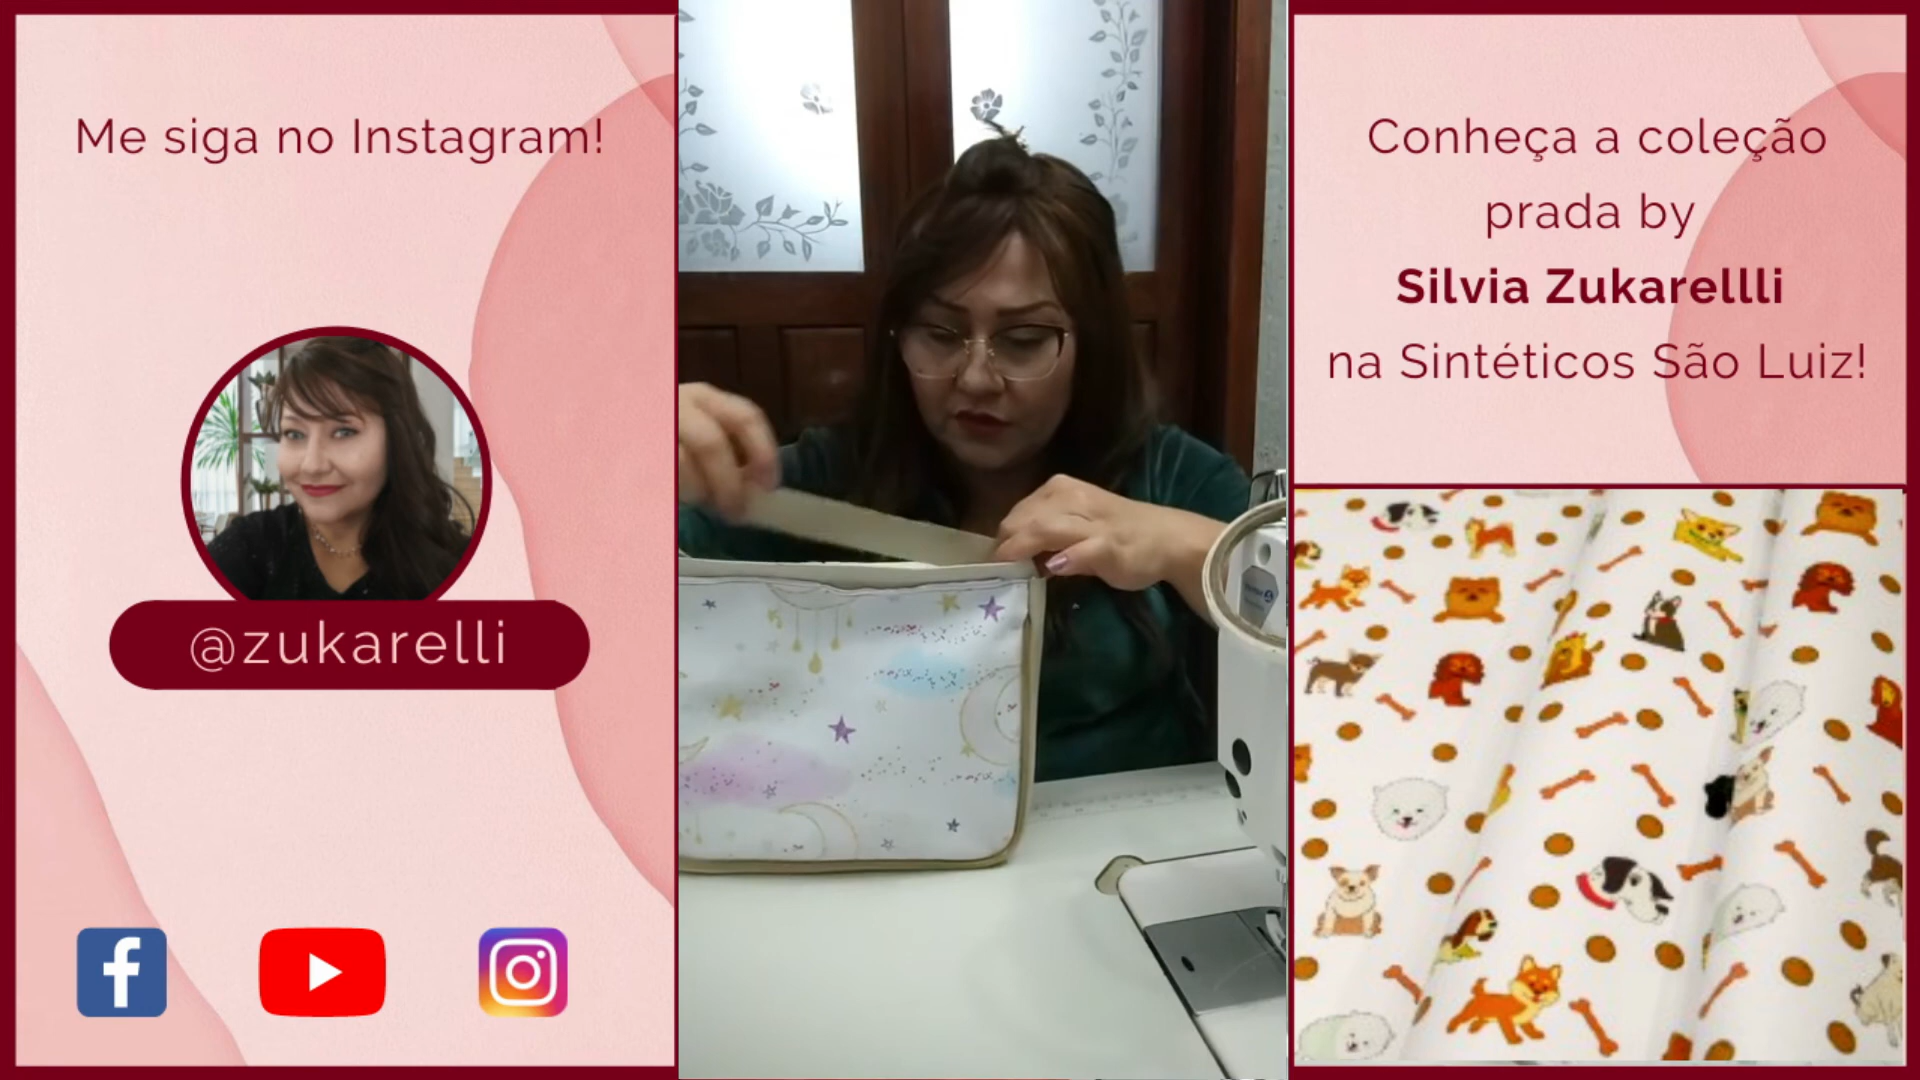 Me siga no Instagram!
@zukarelli
Conheça a coleção
prada by
Silvia Zukarellli
na Sintéticos São Luiz!